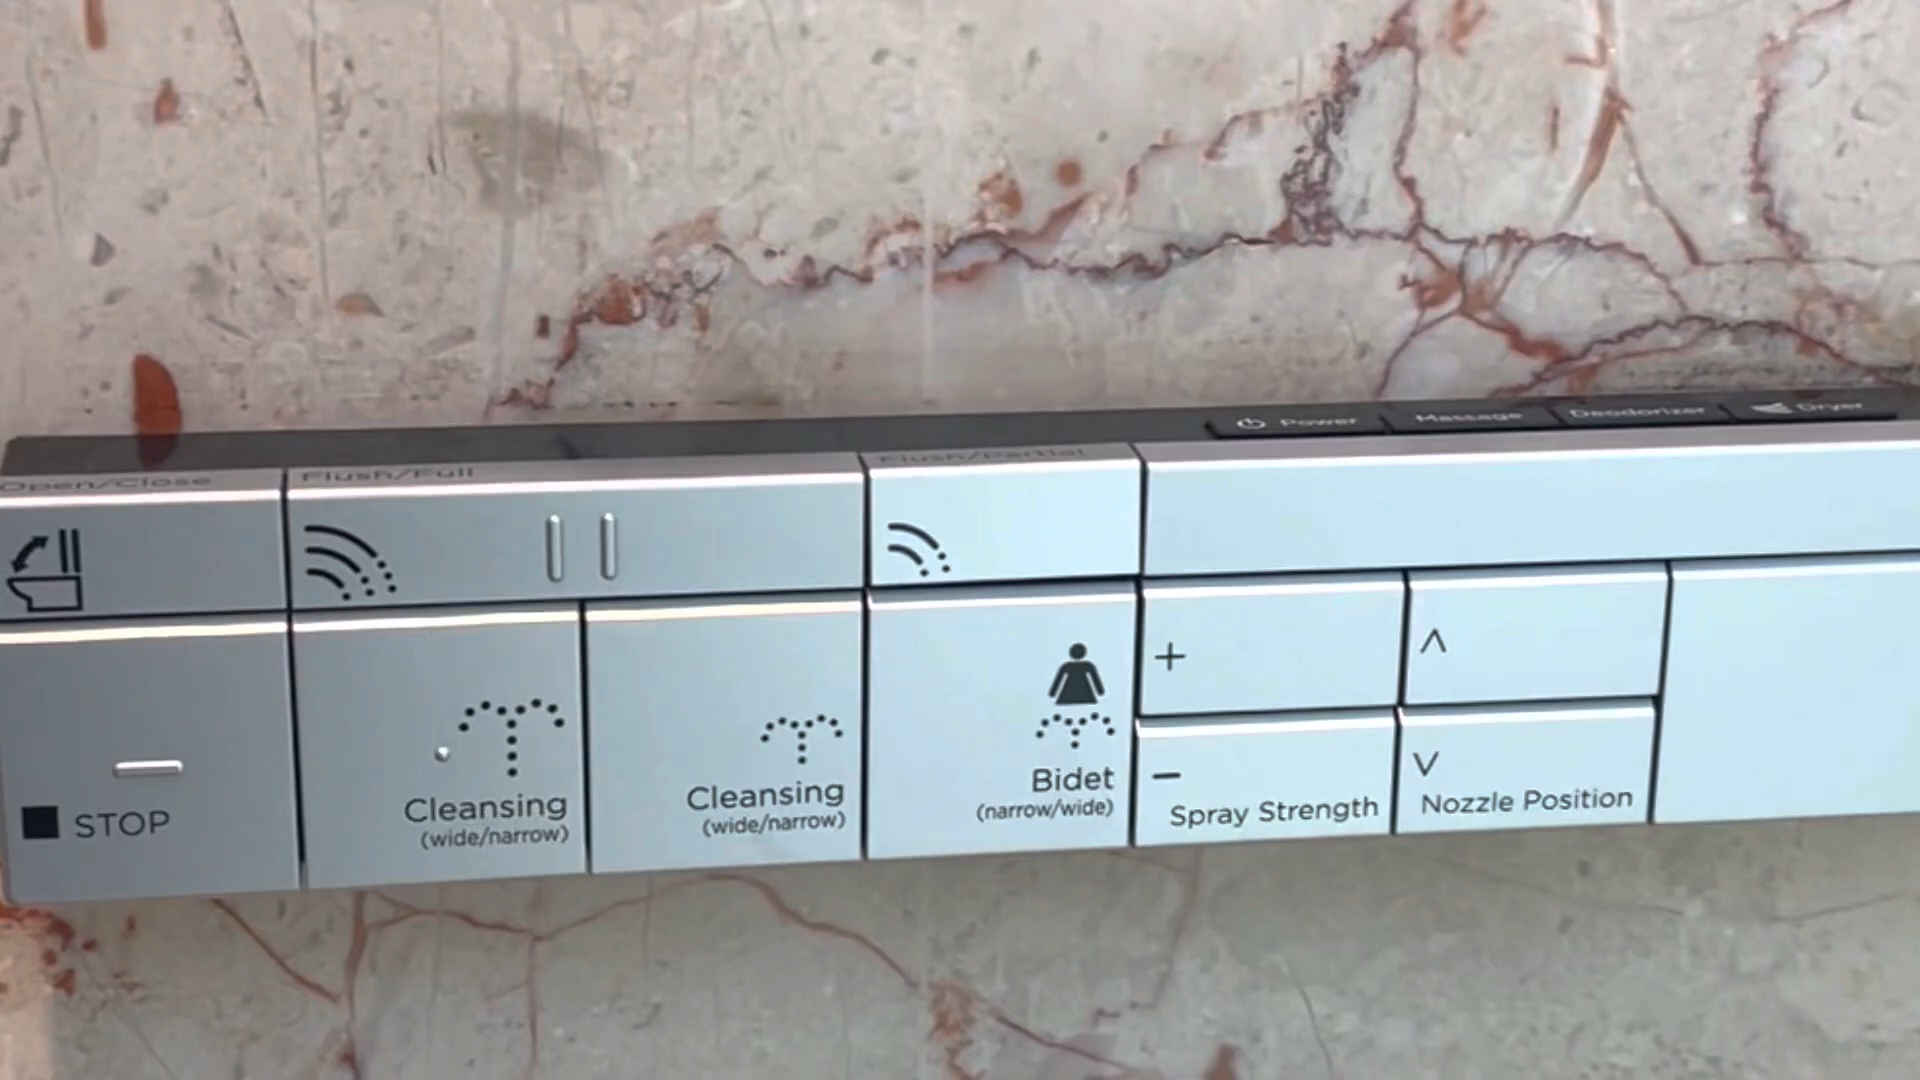 Power
Massage
Deodorizer
Dryer
Open/Close
Flush/Full
Flush/Partial
STOP
Cleansing
(wide/narrow)
Cleansing
(wide/narrow)
Bidet
(narrow/wide)
+
−
Spray Strength
Nozzle Position